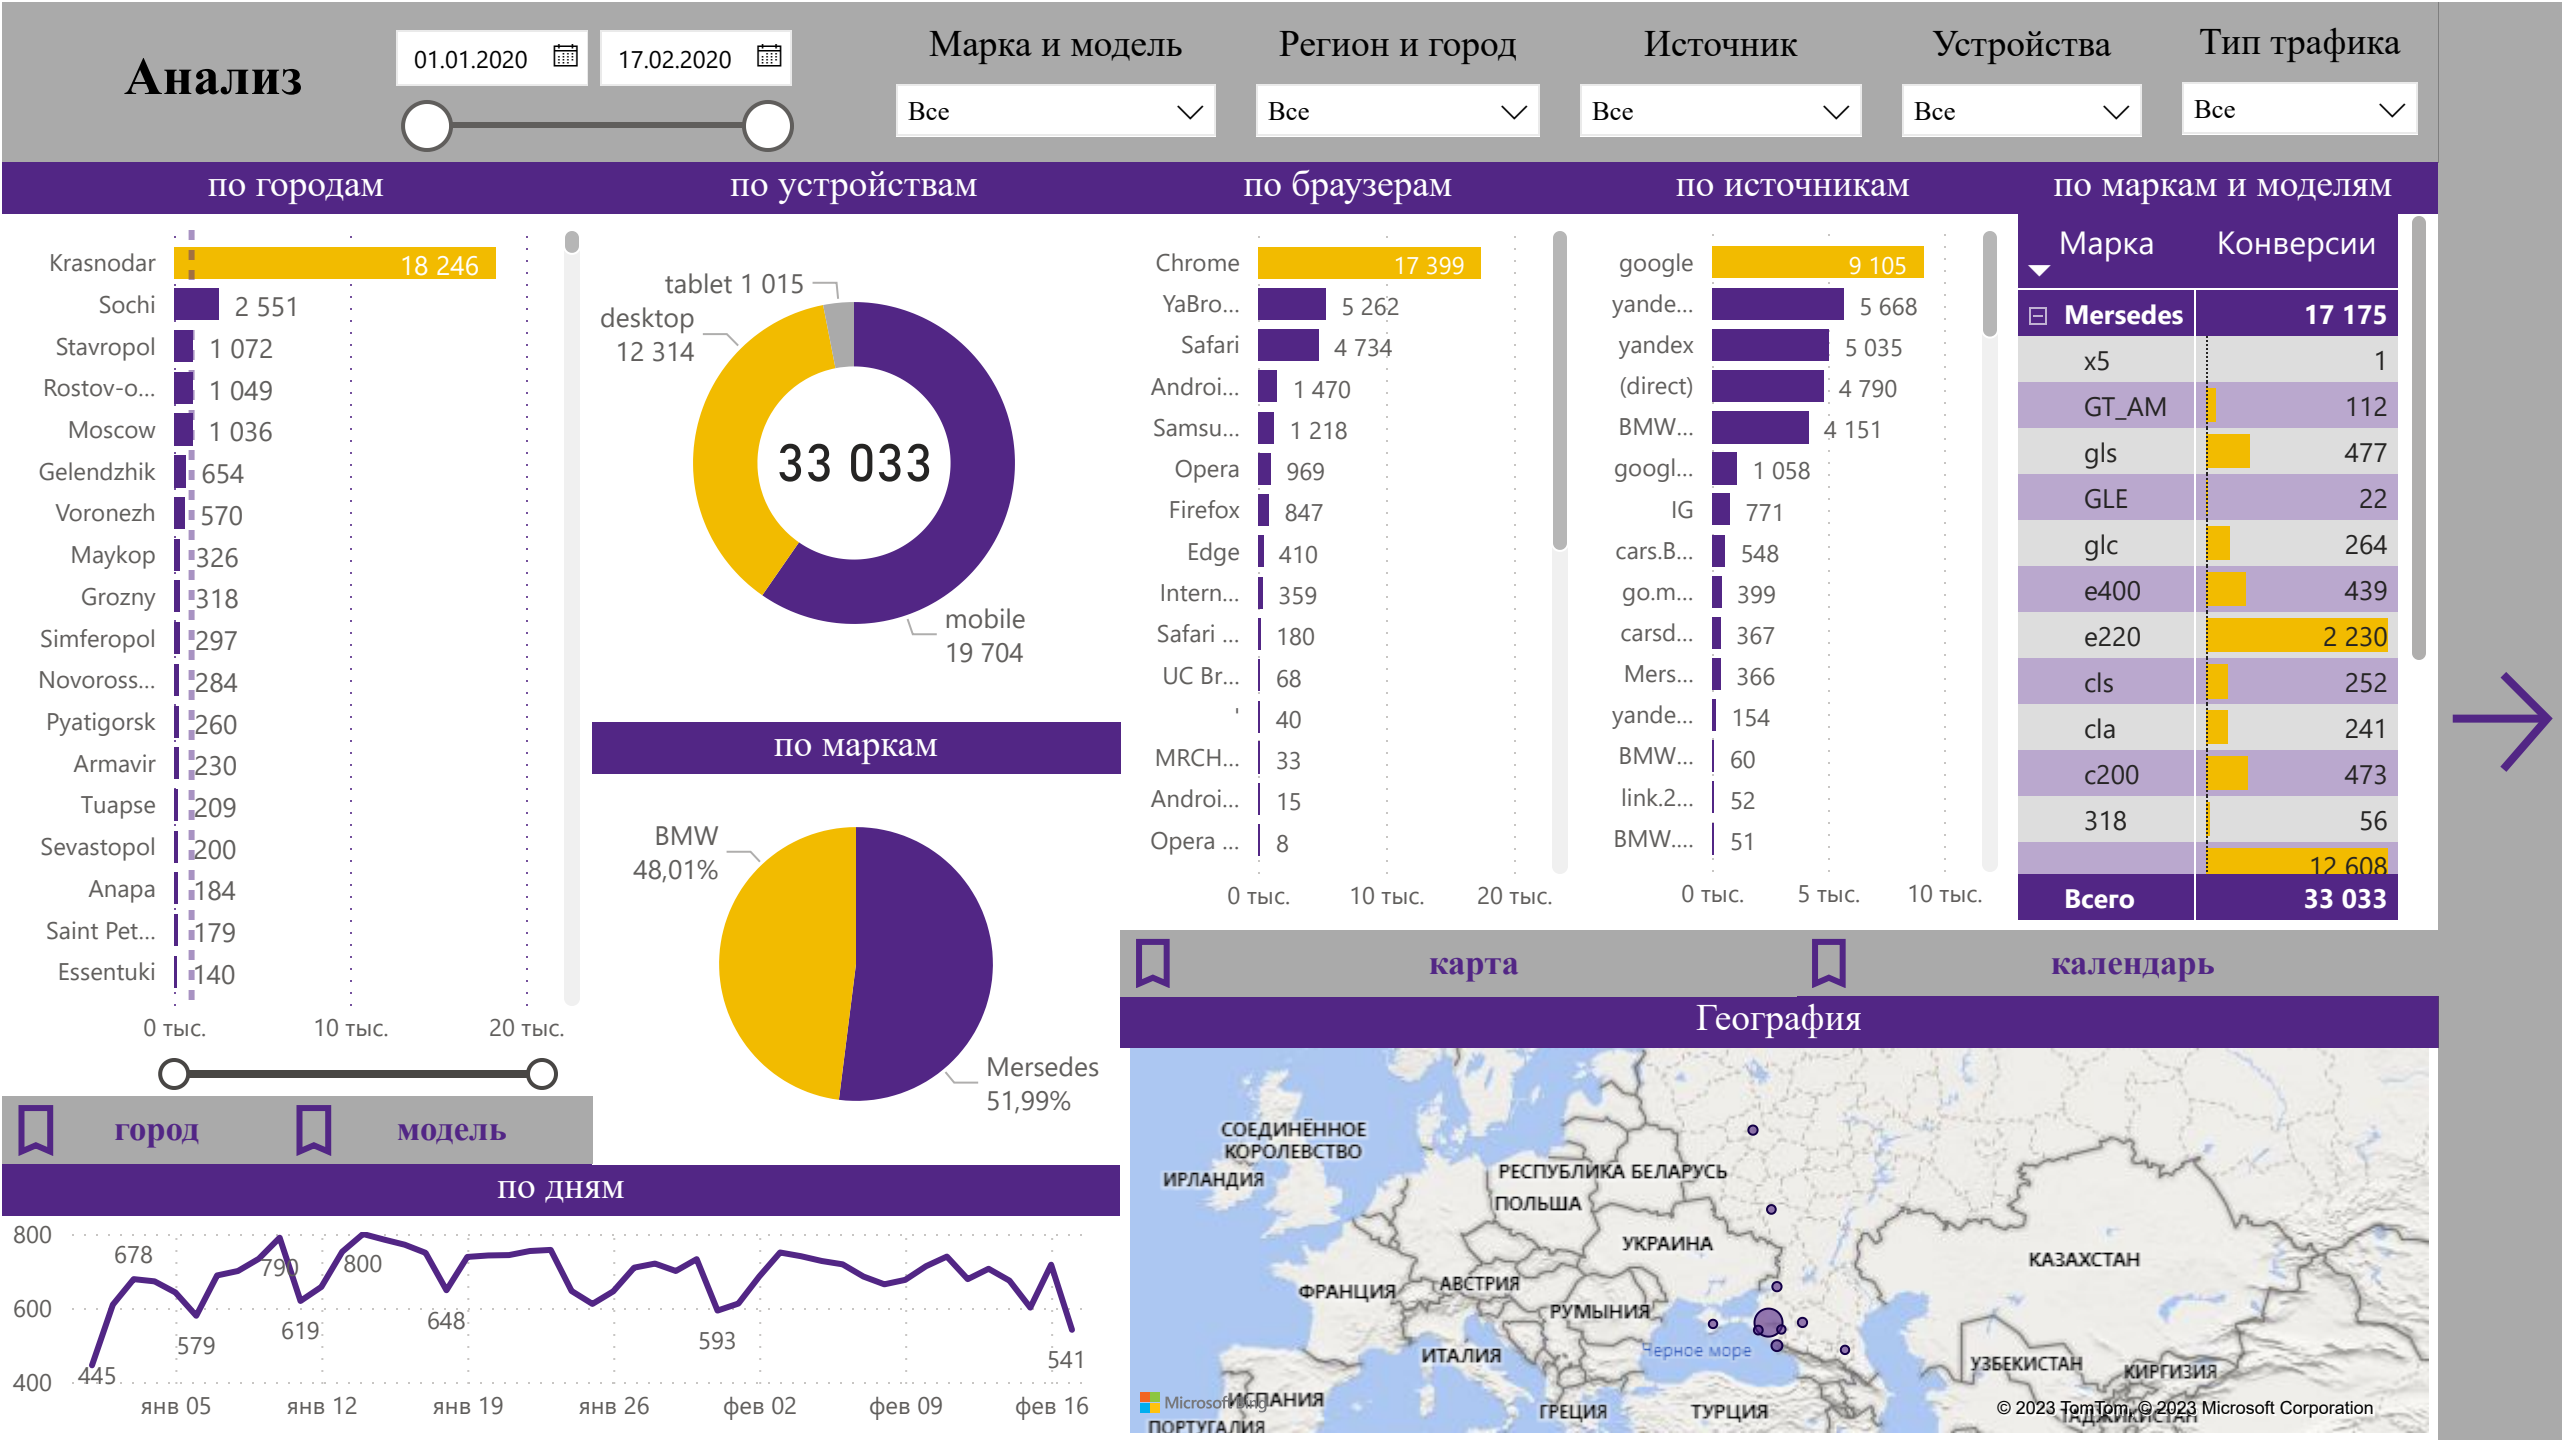 Анализ
01.01.2020
17.02.2020
Марка и модель
Регион и город
Источник
Устройства
Тип трафика
Все
Все
Все
Все
Все
по городам
по устройствам
по браузерам
по источникам
по маркам и моделям
Krasnodar 18 246
Sochi 2 551
Stavropol 1 072
Rostov-o... 1 049
Moscow 1 036
Gelendzhik 654
Voronezh 570
Maykop 326
Grozny 318
Simferopol 297
Novoross... 284
Pyatigorsk 260
Armavir 230
Tuapse 209
Sevastopol 200
Anapa 184
Saint Pet... 179
Essentuki 140
0 тыс. 10 тыс. 20 тыс.
tablet 1 015
desktop
12 314
33 033
mobile
19 704
по маркам
BMW
48,01%
Mersedes
51,99%
Chrome 17 399
YaBro... 5 262
Safari 4 734
Androi... 1 470
Samsu... 1 218
Opera 969
Firefox 847
Edge 410
Intern... 359
Safari ... 180
UC Br... 68
' 40
MRCH... 33
Androi... 15
Opera ... 8
0 тыс. 10 тыс. 20 тыс.
google 9 105
yande... 5 668
yandex 5 035
(direct) 4 790
BMW... 4 151
googl... 1 058
IG 771
cars.B... 548
go.m... 399
carsd... 367
Mers... 366
yande... 154
BMW... 60
link.2... 52
BMW.... 51
0 тыс. 5 тыс. 10 тыс.
Марка Конверсии
Mersedes 17 175
x5 1
GT_AM 112
gls 477
GLE 22
glc 264
e400 439
e220 2 230
cls 252
cla 241
c200 473
318 56
12 608
Всего 33 033
город
модель
карта
календарь
по дням
800
600
400
445
678
579
790
619
800
648
593
541
янв 05 янв 12 янв 19 янв 26 фев 02 фев 09 фев 16
География
СОЕДИНЁННОЕ
КОРОЛЕВСТВО
ИРЛАНДИЯ
РЕСПУБЛИКА БЕЛАРУСЬ
ПОЛЬША
УКРАИНА
КАЗАХСТАН
ФРАНЦИЯ
АВСТРИЯ
РУМЫНИЯ
Черное море
ИТАЛИЯ
УЗБЕКИСТАН
КИРГИЗИЯ
ИСПАНИЯ
Microsoft Bing
ГРЕЦИЯ
ТУРЦИЯ
ТАДЖИКИСТАН
© 2023 TomTom, © 2023 Microsoft Corporation
ПОРТУГАЛИЯ